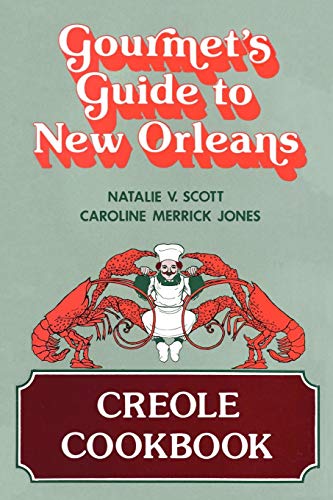 Gourmet's
Guide to
New Orleans
NATALIE V. SCOTT
CAROLINE MERRICK JONES
CREOLE
COOKBOOK